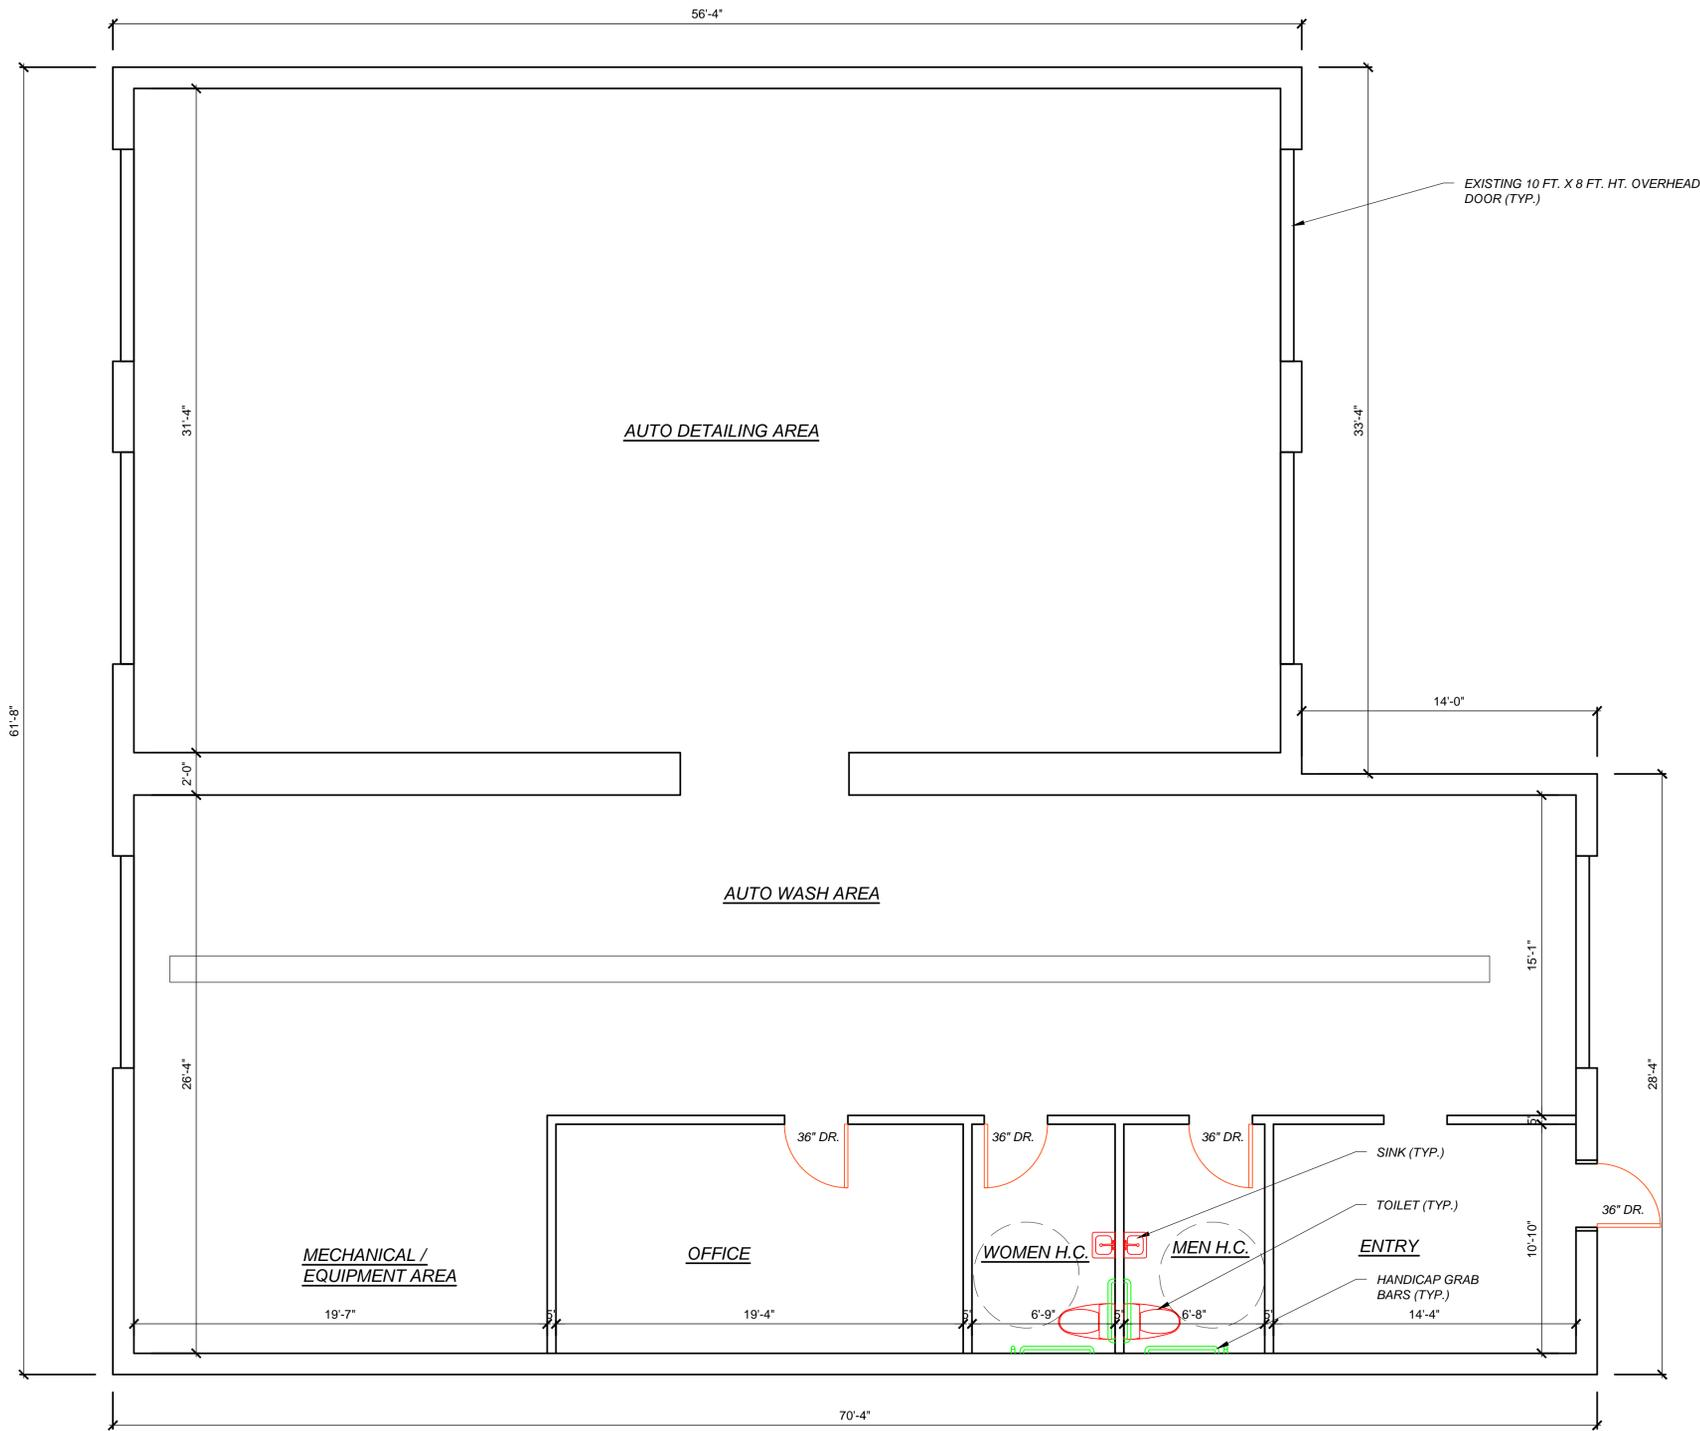 56'-4"
EXISTING 10 FT. X 8 FT. HT. OVERHEAD
DOOR (TYP.)
31'-4"
AUTO DETAILING AREA
33'-4"
61'-8"
14'-0"
2'-0"
AUTO WASH AREA
15'-1"
26'-4"
28'-4"
5"
36" DR.
36" DR.
36" DR.
SINK (TYP.)
TOILET (TYP.)
36" DR.
MECHANICAL /
EQUIPMENT AREA
OFFICE
WOMEN H.C.
MEN H.C.
ENTRY
10'-10"
HANDICAP GRAB
BARS (TYP.)
19'-7"
5"
19'-4"
5"
6'-9"
5"
6'-8"
5"
14'-4"
70'-4"